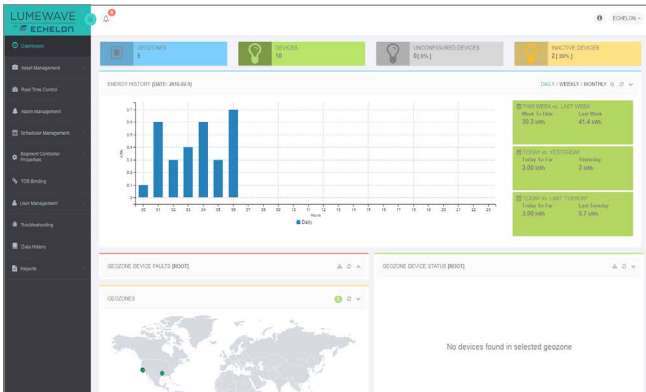 LUMEWAVE
by ECHELON
ECHELON
Dashboard
Asset Management
Real Time Control
Alarm Management
Scheduler Management
Segment Controller
Properties
TOB Binding
User Management
Troubleshooting
Data History
Reports
GEOZONES
6
DEVICES
10
UNCONFIGURED DEVICES
0[ 0% ]
INACTIVE DEVICES
2[ 20% ]
ENERGY HISTORY [DATE: 2016-02-9]
DAILY / WEEKLY / MONTHLY
0.7
0.6
0.5
0.4
0.3
0.2
0.1
0
kWh
00 01 02 03 04 05 06 07 08 09 10 11 12 13 14 15 16 17 18 19 20 21 22 23
Hours
Daily
THIS WEEK vs. LAST WEEK
Week To Date Last Week
20.3 kWh 41.4 kWh
TODAY vs. YESTERDAY
Today So Far Yesterday
3.00 kWh 3 kWh
TODAY vs. LAST TUESDAY
Today So Far Last Tuesday
3.00 kWh 5.7 kWh
GEOZONE DEVICE FAULTS [ROOT]
GEOZONE DEVICE STATUS [ROOT]
GEOZONES
No devices found in selected geozone